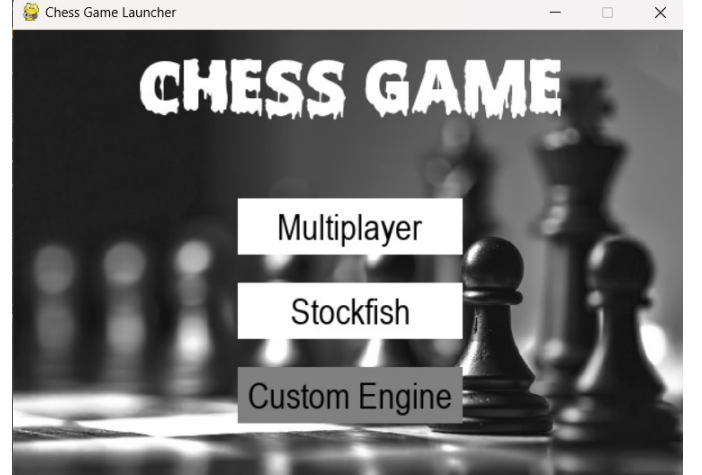 Chess Game Launcher
CHESS GAME
Multiplayer
Stockfish
Custom Engine